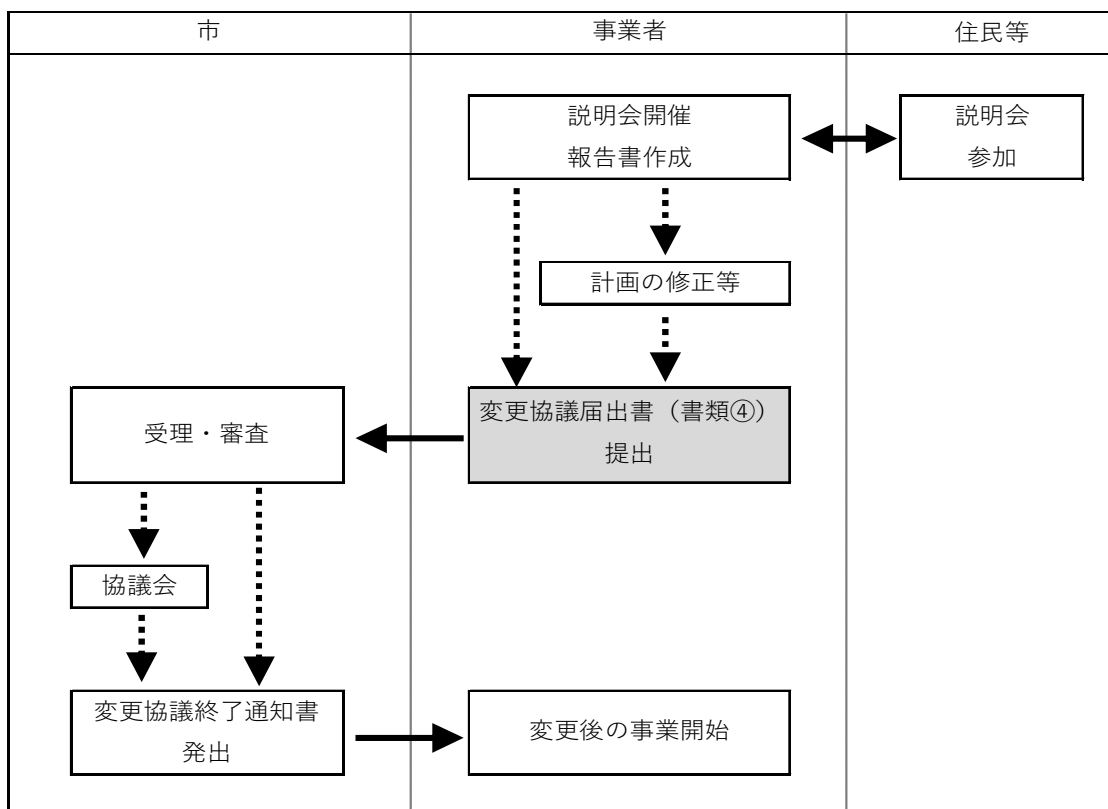 市
事業者
住民等
説明会開催
報告書作成
説明会
参加
計画の修正等
変更協議届出書（書類④）
提出
受理・審査
協議会
変更協議終了通知書
発出
変更後の事業開始